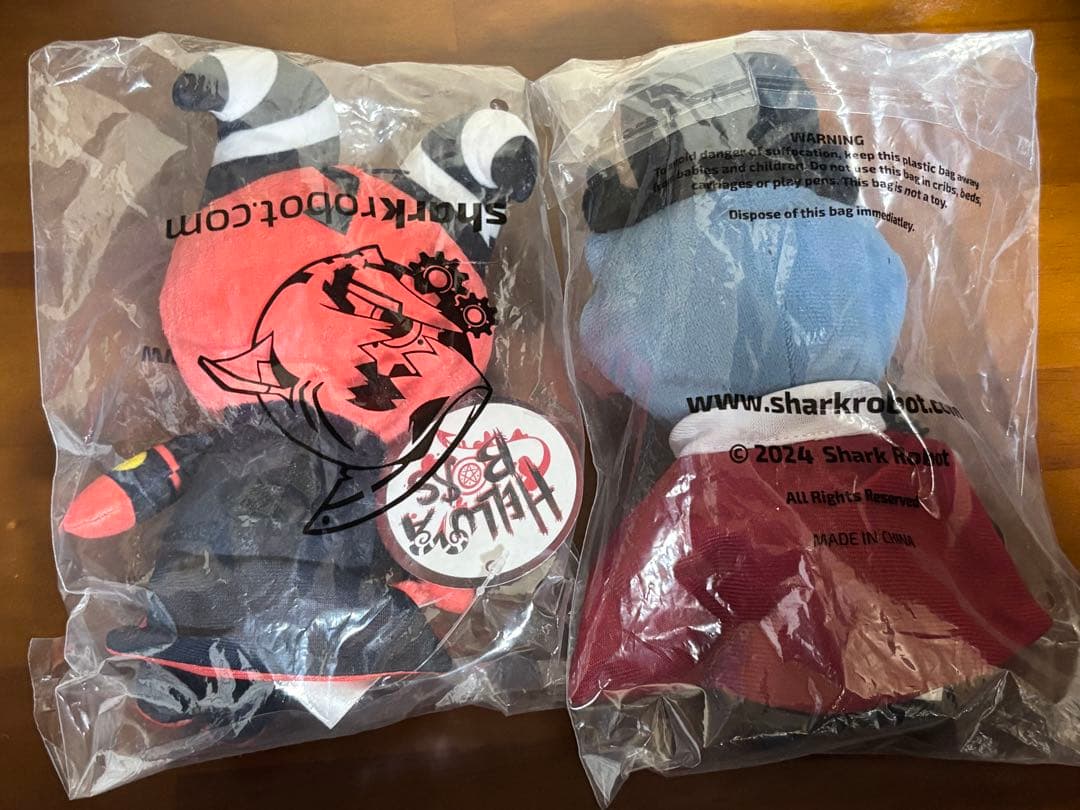 sharkrobot.com
HELLUVA
BOSS
WARNING
To avoid danger of suffocation, keep this plastic bag away
from babies and children. Do not use this bag in cribs, beds,
carriages or play pens. This bag is not a toy.
Dispose of this bag immediatley.
www.sharkrobot.com
© 2024 Shark Robot
All Rights Reserved
MADE IN CHINA